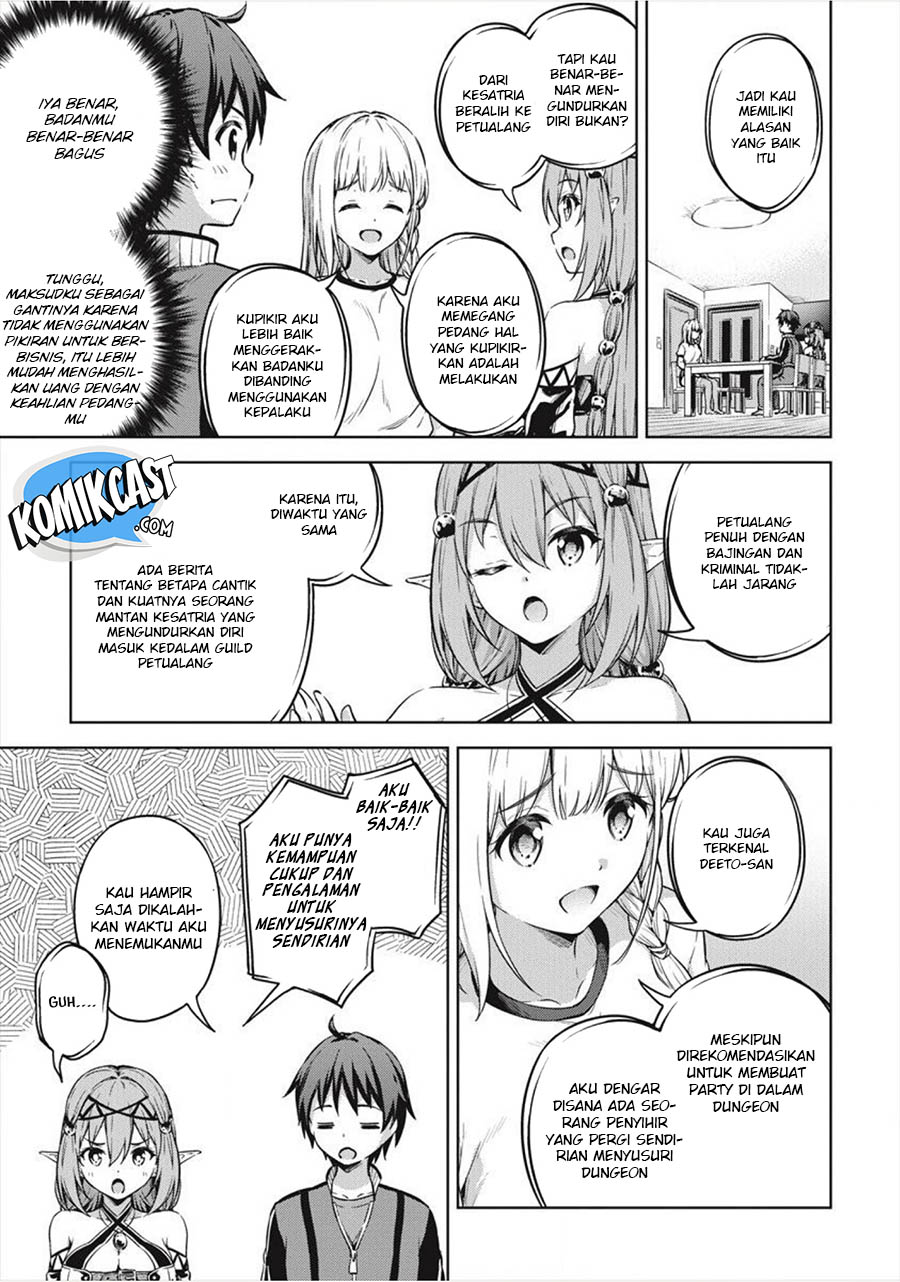 JADI KAU
MEMILIKI
ALASAN
YANG BAIK
ITU
TAPI KAU
BENAR-BE-
NAR MEN-
GUNDURKAN
DIRI BUKAN?
DARI
KESATRIA
BERALIH KE
PETUALANG
KARENA AKU
MEMEGANG
PEDANG HAL
YANG KUPIKIR-
KAN ADALAH
MELAKUKAN
KUPIKIR AKU
LEBIH BAIK
MENGGERAK-
KAN BADANKU
DIBANDING
MENGGUNAKAN
KEPALAKU
IYA BENAR,
BADANMU
BENAR-BENAR
BAGUS
TUNGGU,
MAKSUDKU SEBAGAI
GANTINYA KARENA
TIDAK MENGGUNAKAN
PIKIRAN UNTUK BER-
BISNIS, ITU LEBIH
MUDAH MENGHASIL-
KAN UANG DENGAN
KEAHLIAN PEDANG-
MU
KOMIKCAST
.COM
PETUALANG
PENUH DENGAN
BAJINGAN DAN
KRIMINAL TIDAK-
LAH JARANG
KARENA ITU,
DIWAKTU YANG
SAMA
ADA BERITA
TENTANG BETAPA CANTIK
DAN KUATNYA SEORANG
MANTAN KESATRIA YANG
MENGUNDURKAN DIRI
MASUK KEDALAM GUILD
PETUALANG
KAU JUGA
TERKENAL
DEETO-SAN
MESKIPUN
DIREKOMENDASIKAN
UNTUK MEMBUAT
PARTY DI DALAM
DUNGEON
AKU DENGAR
DISANA ADA SEO-
RANG PENYIHIR
YANG PERGI SENDI-
RIAN MENYUSURI
DUNGEON
AKU
BAIK-BAIK
SAJA!!
AKU PUNYA
KEMAMPUAN
CUKUP DAN
PENGALAMAN
UNTUK
MENYUSURINYA
SENDIRIAN
KAU HAMPIR
SAJA DIKALAH-
KAN WAKTU AKU
MENEMUKANMU
GUH....